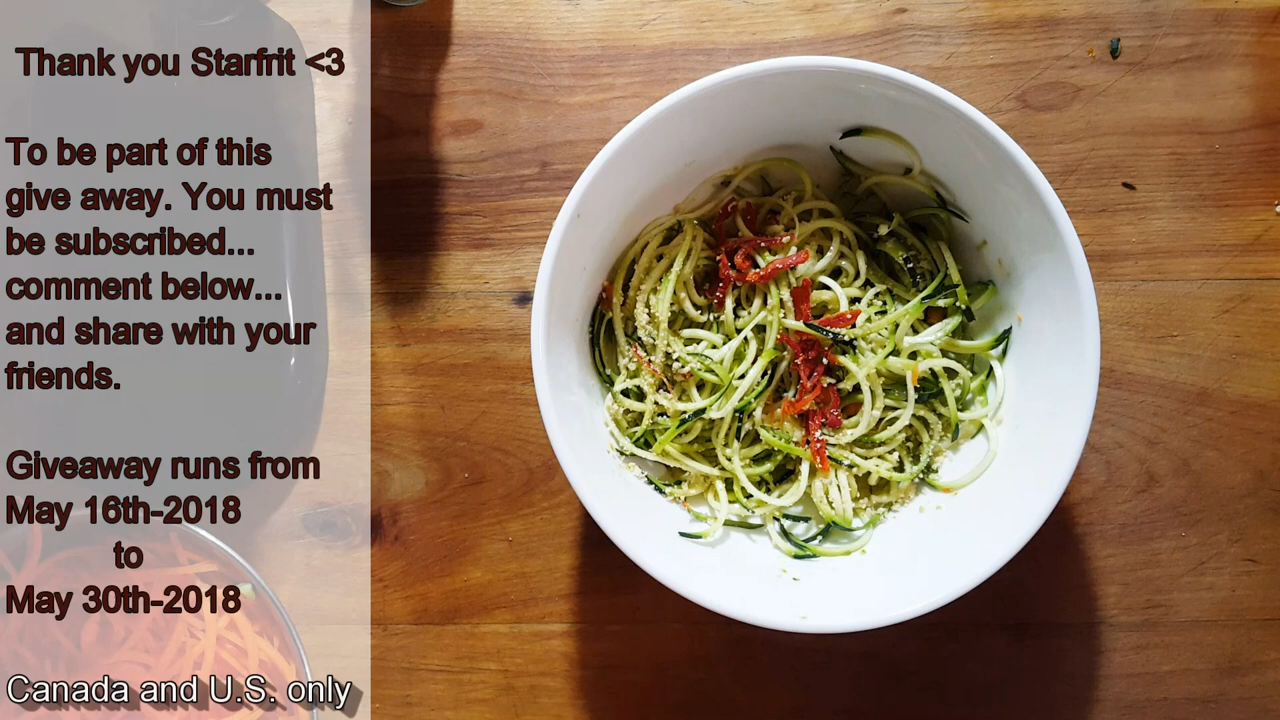 Thank you Starfrit <3
To be part of this
give away. You must
be subscribed...
comment below...
and share with your
friends.
Giveaway runs from
May 16th-2018
to
May 30th-2018
Canada and U.S. only